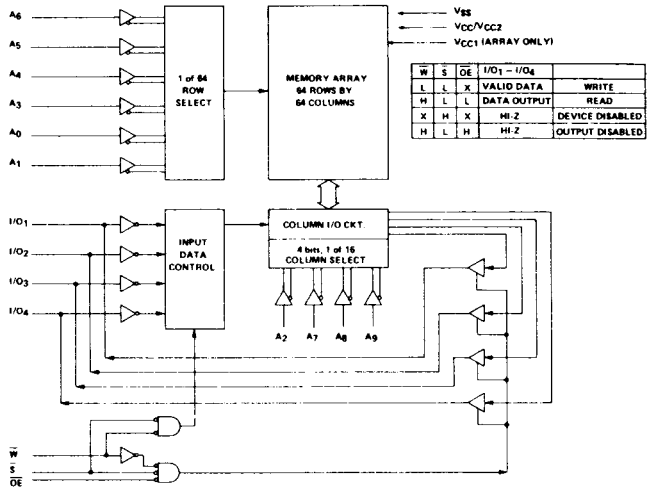 A6
A5
A4
A3
A0
A1
1 of 64
ROW
SELECT
MEMORY ARRAY
64 ROWS BY
64 COLUMNS
VSS
VCC/VCC2
VCC1 (ARRAY ONLY)
W̅ S̅ O̅E̅ I/O1 – I/O4
L L X VALID DATA WRITE
H L L DATA OUTPUT READ
X H X HI-Z DEVICE DISABLED
H L H HI-Z OUTPUT DISABLED
I/O1
I/O2
I/O3
I/O4
INPUT
DATA
CONTROL
COLUMN I/O CKT.
4 bits, 1 of 16
COLUMN SELECT
A2 A7 A8 A9
W̅
S̅
O̅E̅